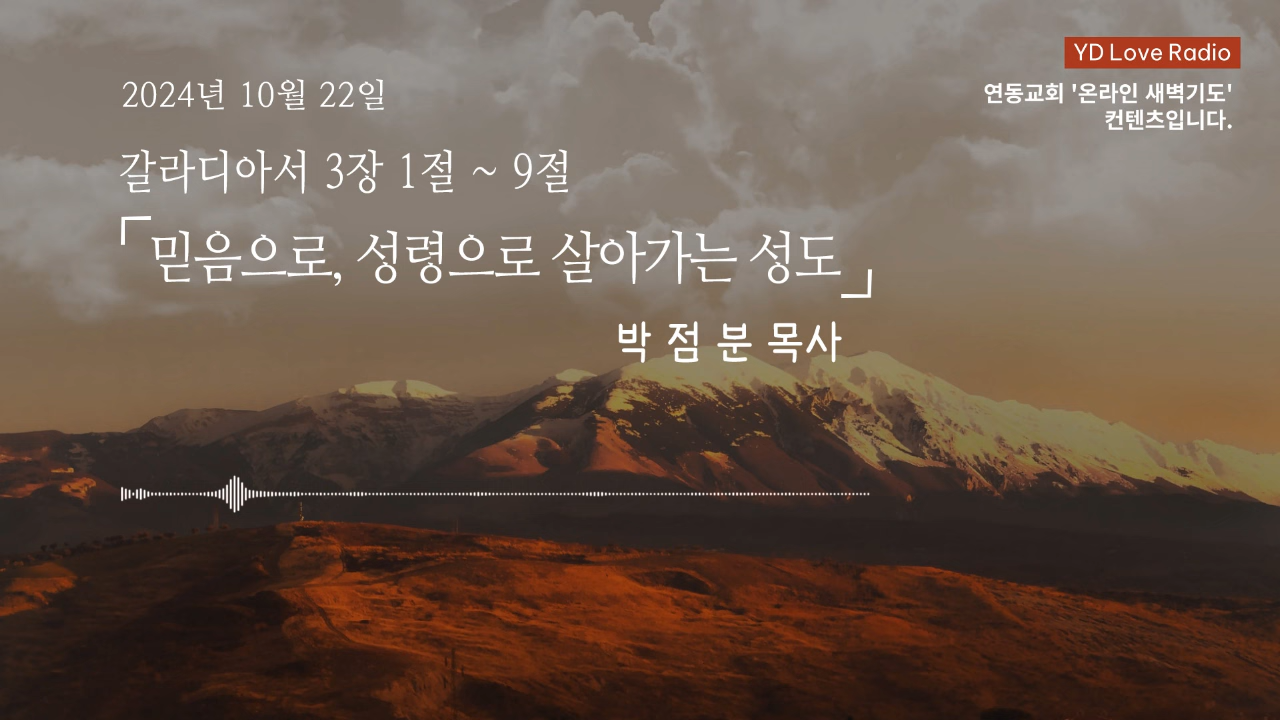 YD Love Radio
연동교회 '온라인 새벽기도'
컨텐츠입니다.
2024년 10월 22일
갈라디아서 3장 1절 ~ 9절
「믿음으로, 성령으로 살아가는 성도」
박 점 분 목사